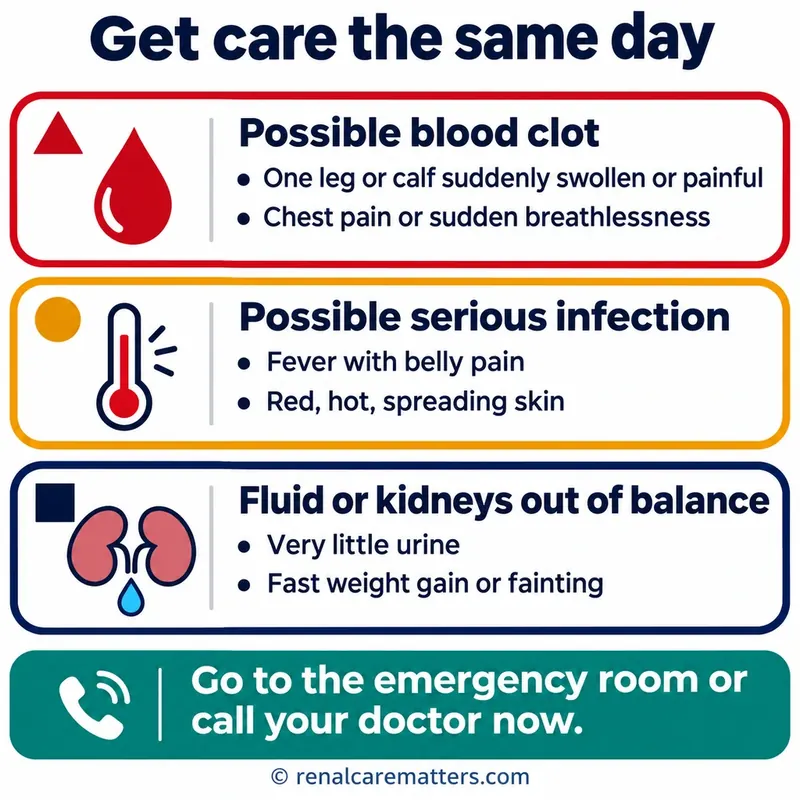 Get care the same day
Possible blood clot
• One leg or calf suddenly swollen or painful
• Chest pain or sudden breathlessness
Possible serious infection
• Fever with belly pain
• Red, hot, spreading skin
Fluid or kidneys out of balance
• Very little urine
• Fast weight gain or fainting
Go to the emergency room or
call your doctor now.
© renalcarematters.com